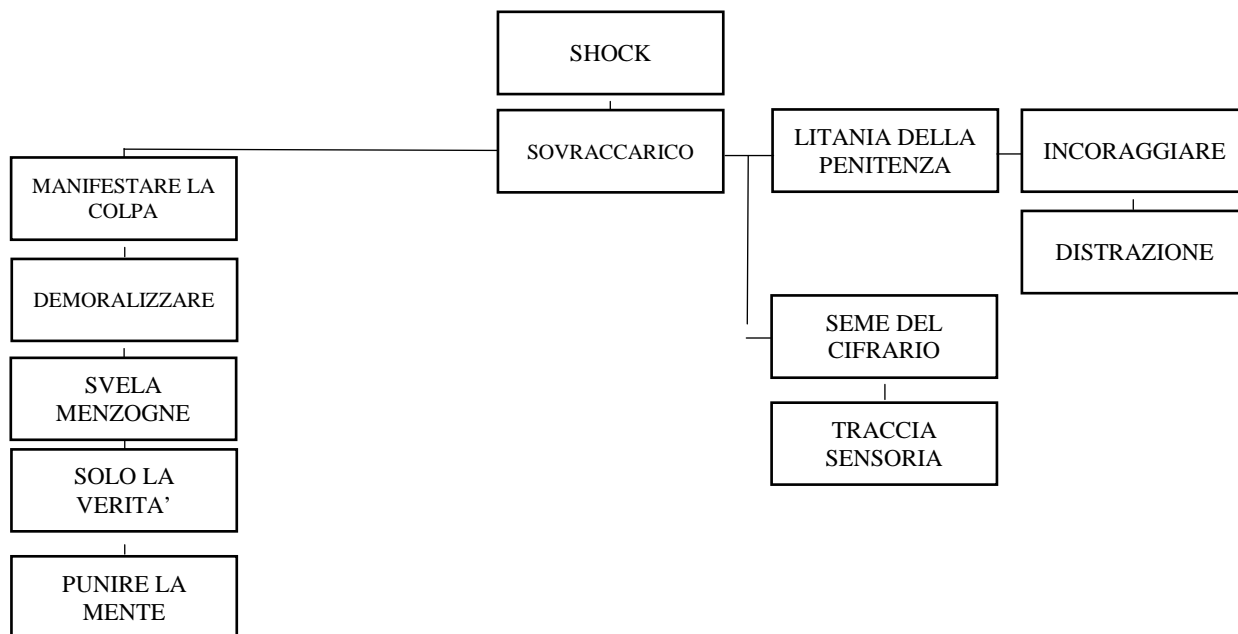 SHOCK
SOVRACCARICO
LITANIA DELLA
PENITENZA
INCORAGGIARE
MANIFESTARE LA
COLPA
DISTRAZIONE
DEMORALIZZARE
SEME DEL
CIFRARIO
SVELA
MENZOGNE
TRACCIA
SENSORIA
SOLO LA
VERITA’
PUNIRE LA
MENTE